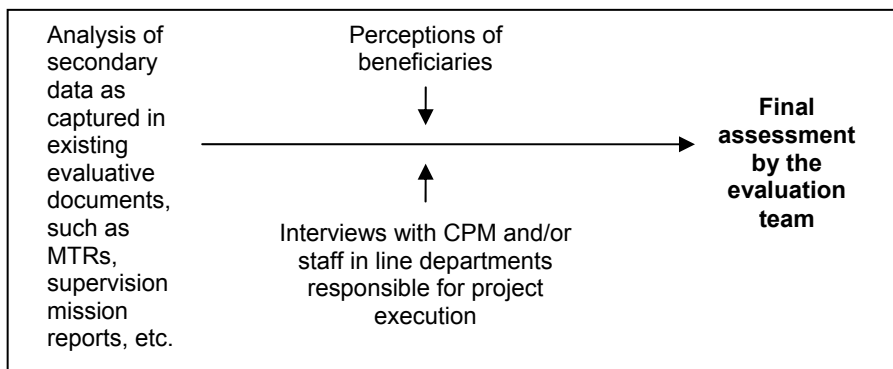 Analysis of
secondary
data as
captured in
existing
evaluative
documents,
such as
MTRs,
supervision
mission
reports, etc.
Perceptions of
beneficiaries
Interviews with CPM and/or
staff in line departments
responsible for project
execution
Final
assessment
by the
evaluation
team